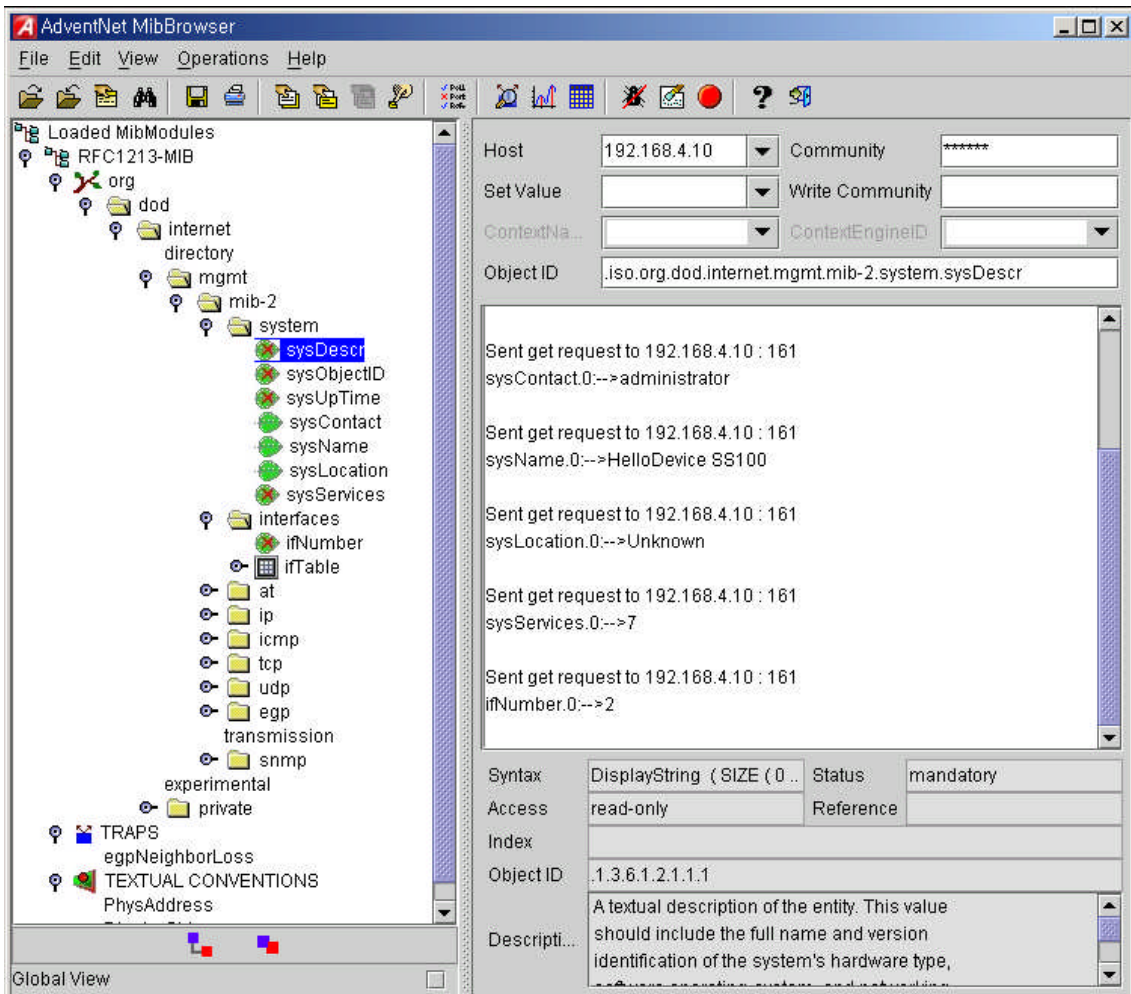 AdventNet MibBrowser
File Edit View Operations Help
Loaded MibModules
RFC1213-MIB
org
dod
internet
directory
mgmt
mib-2
system
sysDescr
sysObjectID
sysUpTime
sysContact
sysName
sysLocation
sysServices
interfaces
ifNumber
ifTable
at
ip
icmp
tcp
udp
egp
transmission
snmp
experimental
private
TRAPS
egpNeighborLoss
TEXTUAL CONVENTIONS
PhysAddress
Global View
Host 192.168.4.10 Community ******
Set Value Write Community
ContextNa... ContextEngineID
Object ID .iso.org.dod.internet.mgmt.mib-2.system.sysDescr
Sent get request to 192.168.4.10 : 161
sysContact.0:-->administrator
Sent get request to 192.168.4.10 : 161
sysName.0:-->HelloDevice SS100
Sent get request to 192.168.4.10 : 161
sysLocation.0:-->Unknown
Sent get request to 192.168.4.10 : 161
sysServices.0:-->7
Sent get request to 192.168.4.10 : 161
ifNumber.0:-->2
Syntax DisplayString ( SIZE ( 0 .. Status mandatory
Access read-only Reference
Index
Object ID .1.3.6.1.2.1.1.1
Descripti... A textual description of the entity. This value
should include the full name and version
identification of the system's hardware type,